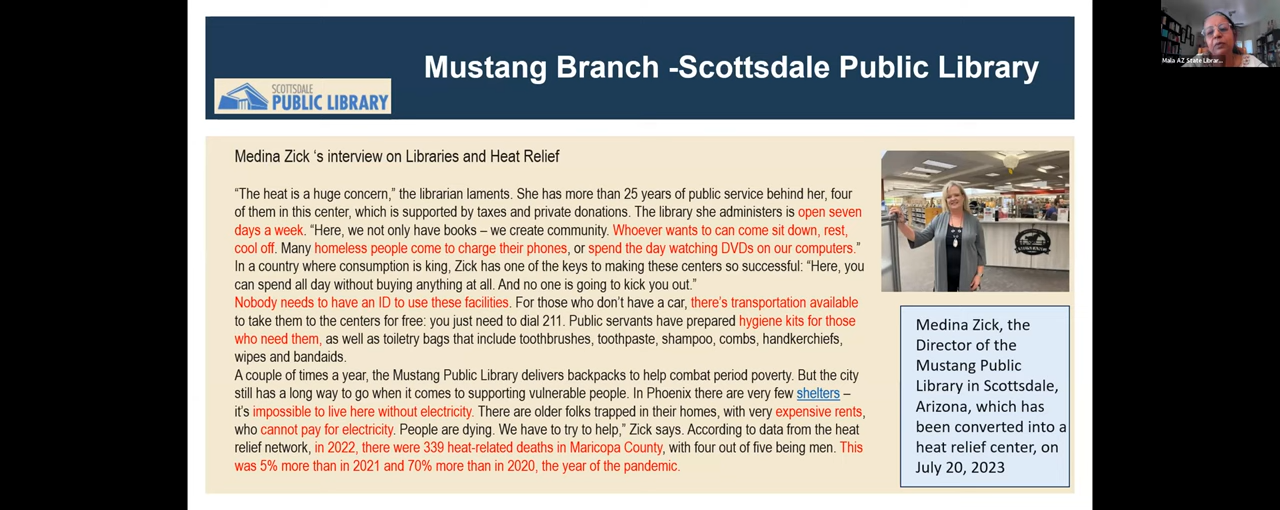 Mustang Branch -Scottsdale Public Library
SCOTTSDALE
PUBLIC LIBRARY
Mala AZ State Librar...
Medina Zick ‘s interview on Libraries and Heat Relief
“The heat is a huge concern,” the librarian laments. She has more than 25 years of public service behind her, four
of them in this center, which is supported by taxes and private donations. The library she administers is open seven
days a week. “Here, we not only have books – we create community. Whoever wants to can come sit down, rest,
cool off. Many homeless people come to charge their phones, or spend the day watching DVDs on our computers.”
In a country where consumption is king, Zick has one of the keys to making these centers so successful: “Here, you
can spend all day without buying anything at all. And no one is going to kick you out.”
Nobody needs to have an ID to use these facilities. For those who don’t have a car, there’s transportation available
to take them to the centers for free: you just need to dial 211. Public servants have prepared hygiene kits for those
who need them, as well as toiletry bags that include toothbrushes, toothpaste, shampoo, combs, handkerchiefs,
wipes and bandaids.
A couple of times a year, the Mustang Public Library delivers backpacks to help combat period poverty. But the city
still has a long way to go when it comes to supporting vulnerable people. In Phoenix there are very few shelters –
it’s impossible to live here without electricity. There are older folks trapped in their homes, with very expensive rents,
who cannot pay for electricity. People are dying. We have to try to help,” Zick says. According to data from the heat
relief network, in 2022, there were 339 heat-related deaths in Maricopa County, with four out of five being men. This
was 5% more than in 2021 and 70% more than in 2020, the year of the pandemic.
Medina Zick, the
Director of the
Mustang Public
Library in Scottsdale,
Arizona, which has
been converted into a
heat relief center, on
July 20, 2023